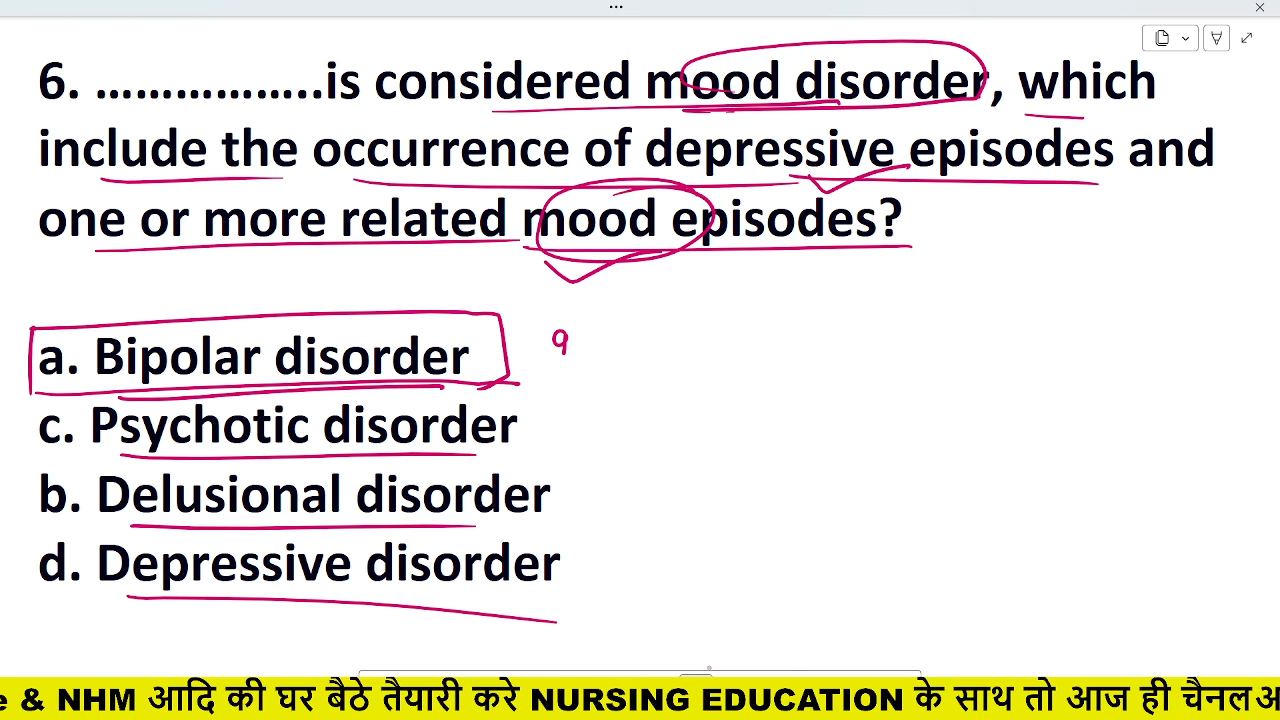 6. ……………..is considered mood disorder, which
include the occurrence of depressive episodes and
one or more related mood episodes?
a. Bipolar disorder
9
c. Psychotic disorder
b. Delusional disorder
d. Depressive disorder
& NHM आदि की घर बैठे तैयारी करे NURSING EDUCATION के साथ तो आज ही चैनल